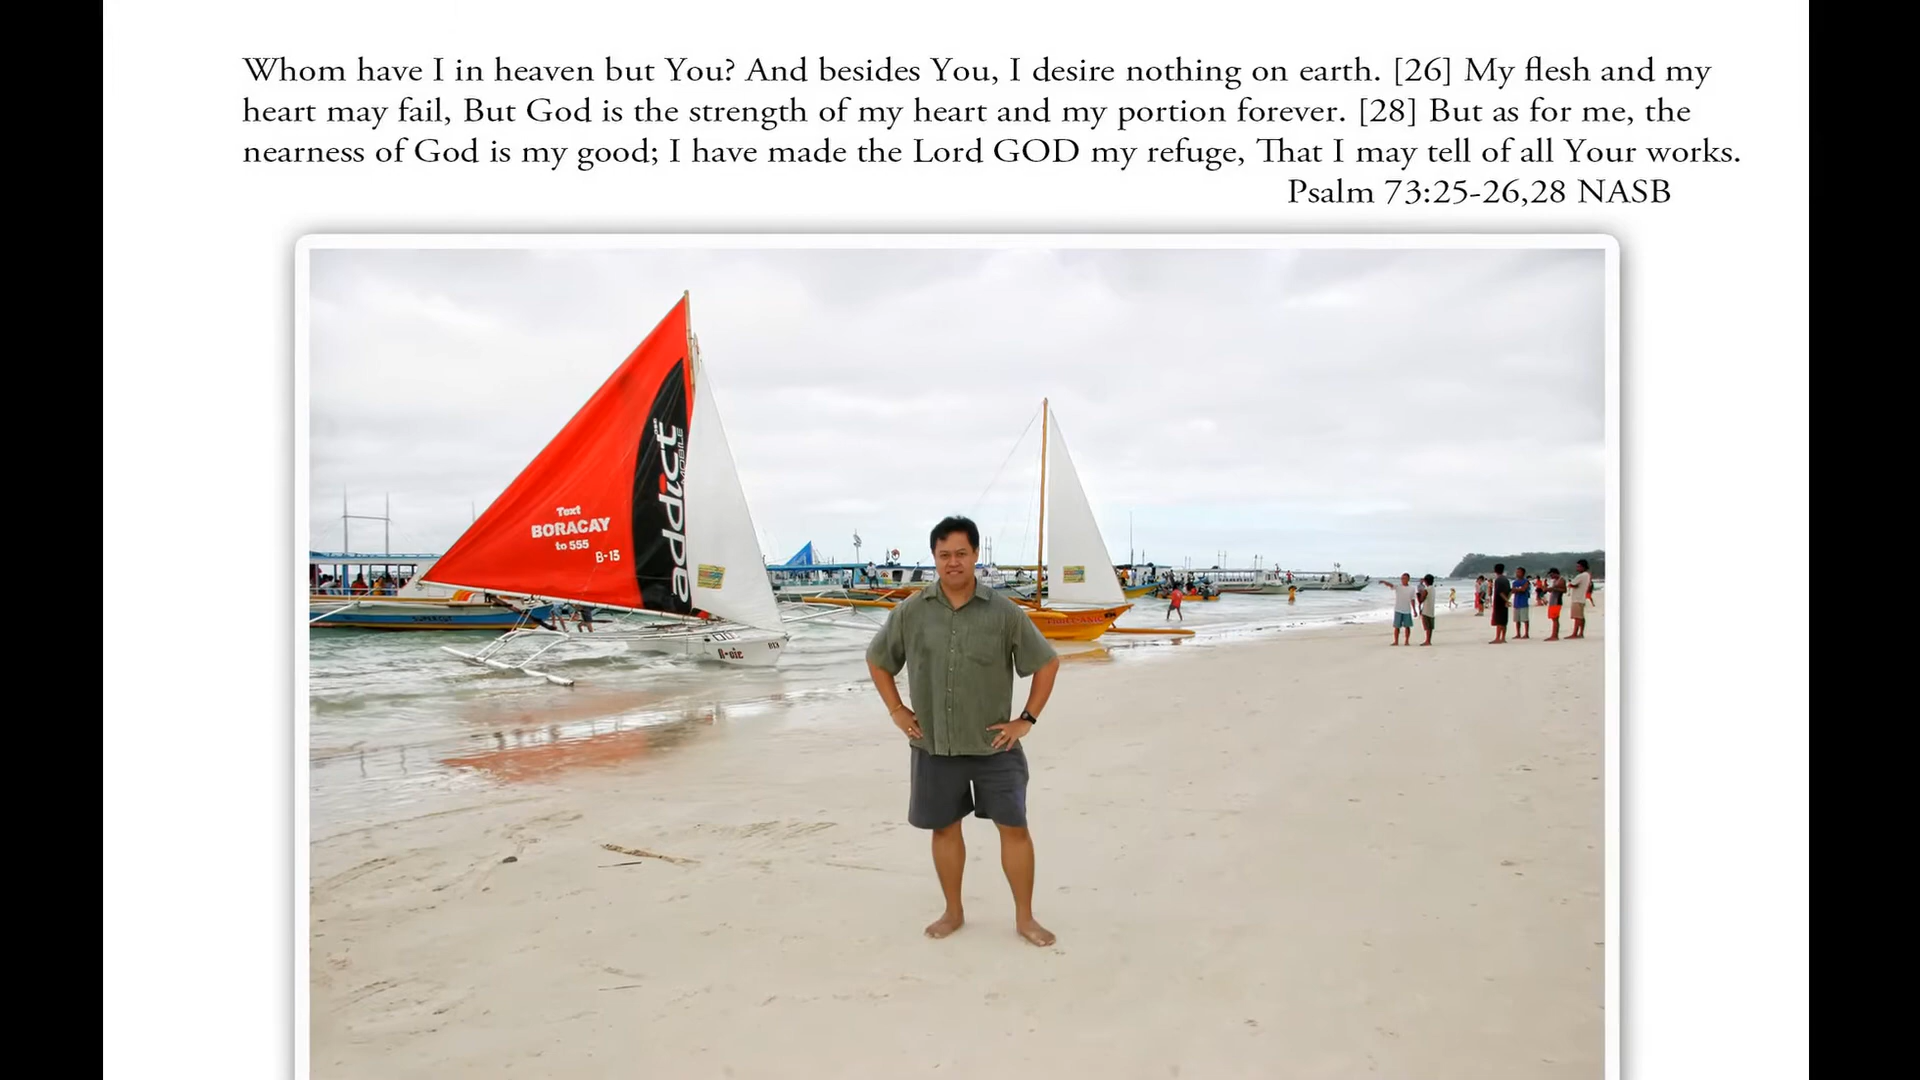 Whom have I in heaven but You? And besides You, I desire nothing on earth. [26] My flesh and my
heart may fail, But God is the strength of my heart and my portion forever. [28] But as for me, the
nearness of God is my good; I have made the Lord GOD my refuge, That I may tell of all Your works.
Psalm 73:25-26,28 NASB
Text
BORACAY
to 555
B-13
addict
MOBILE